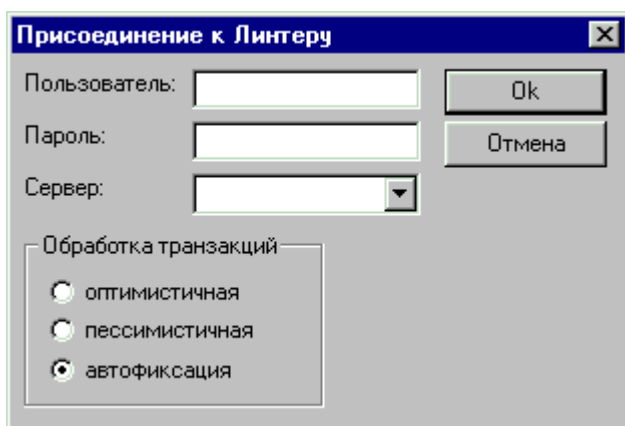 Присоединение к Линтеру
Пользователь:
Ok
Пароль:
Отмена
Сервер:
Обработка транзакций
оптимистичная
пессимистичная
автофиксация